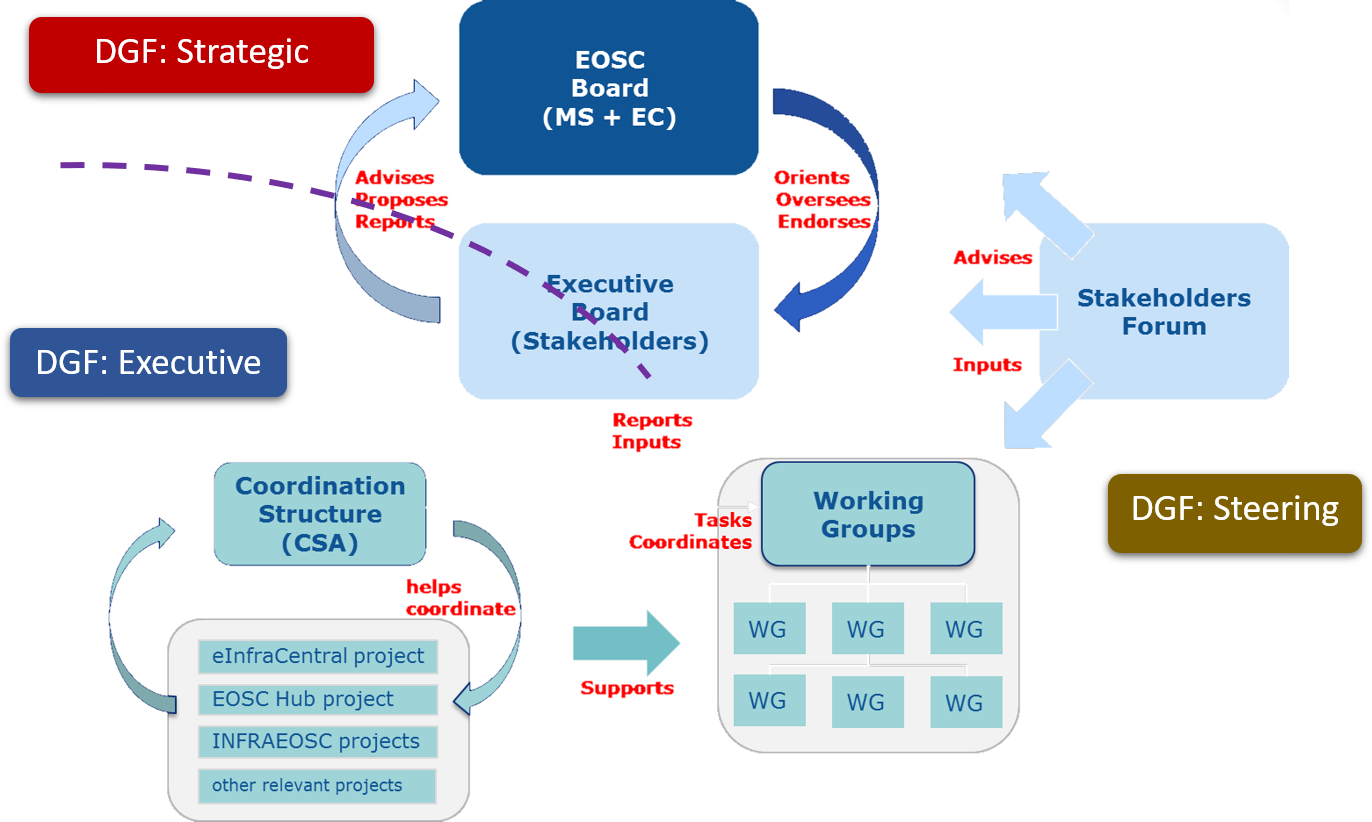 DGF: Strategic
EOSC
Board
(MS + EC)
Advises
Proposes
Reports
Orients
Oversees
Endorses
Executive
Board
(Stakeholders)
Advises
Inputs
Stakeholders
Forum
DGF: Executive
Reports
Inputs
Coordination
Structure
(CSA)
Working
Groups
Tasks
Coordinates
DGF: Steering
helps
coordinate
eInfraCentral project
EOSC Hub project
INFRAEOSC projects
other relevant projects
Supports
WG
WG
WG
WG
WG
WG